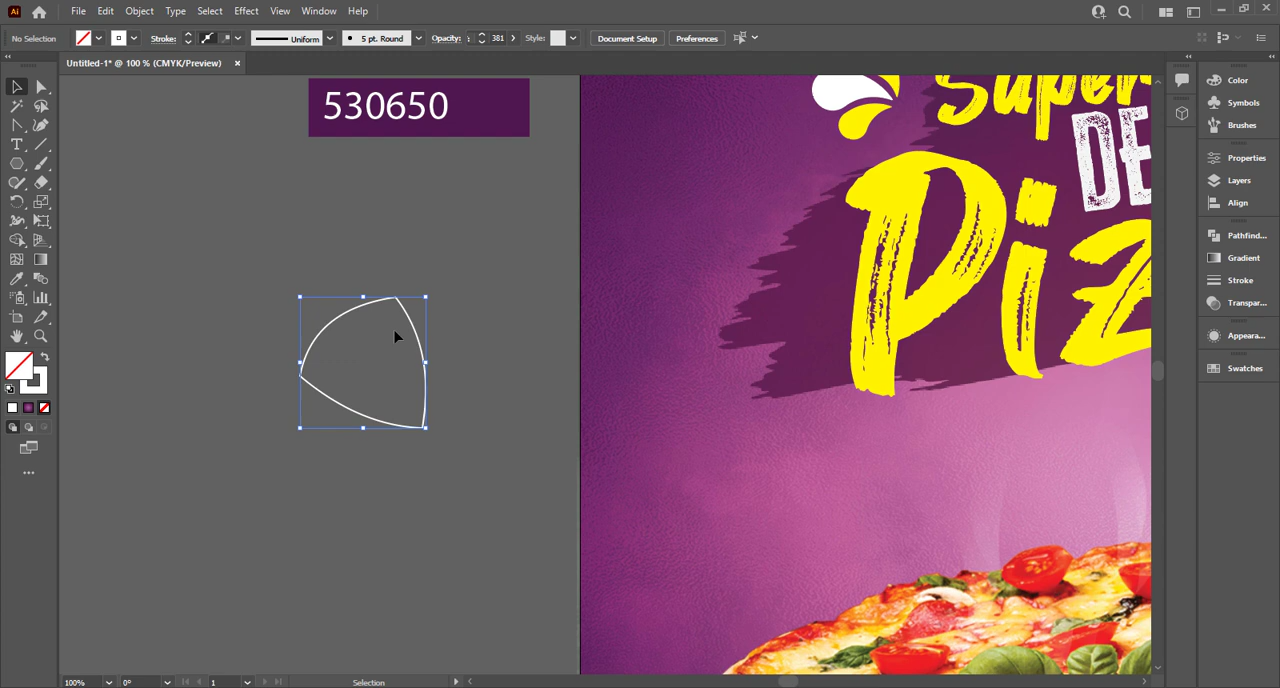 Ai File Edit Object Type Select Effect View Window Help
No Selection Stroke: Uniform 5 pt. Round Opacity: 381 Style: Document Setup Preferences
Untitled-1* @ 100 % (CMYK/Preview) ×
530650
Super
DE
Piz
Color
Symbols
Brushes
Properties
Layers
Align
Pathfind...
Gradient
Stroke
Transpar...
Appeara...
Swatches
100% 0° 1 Selection